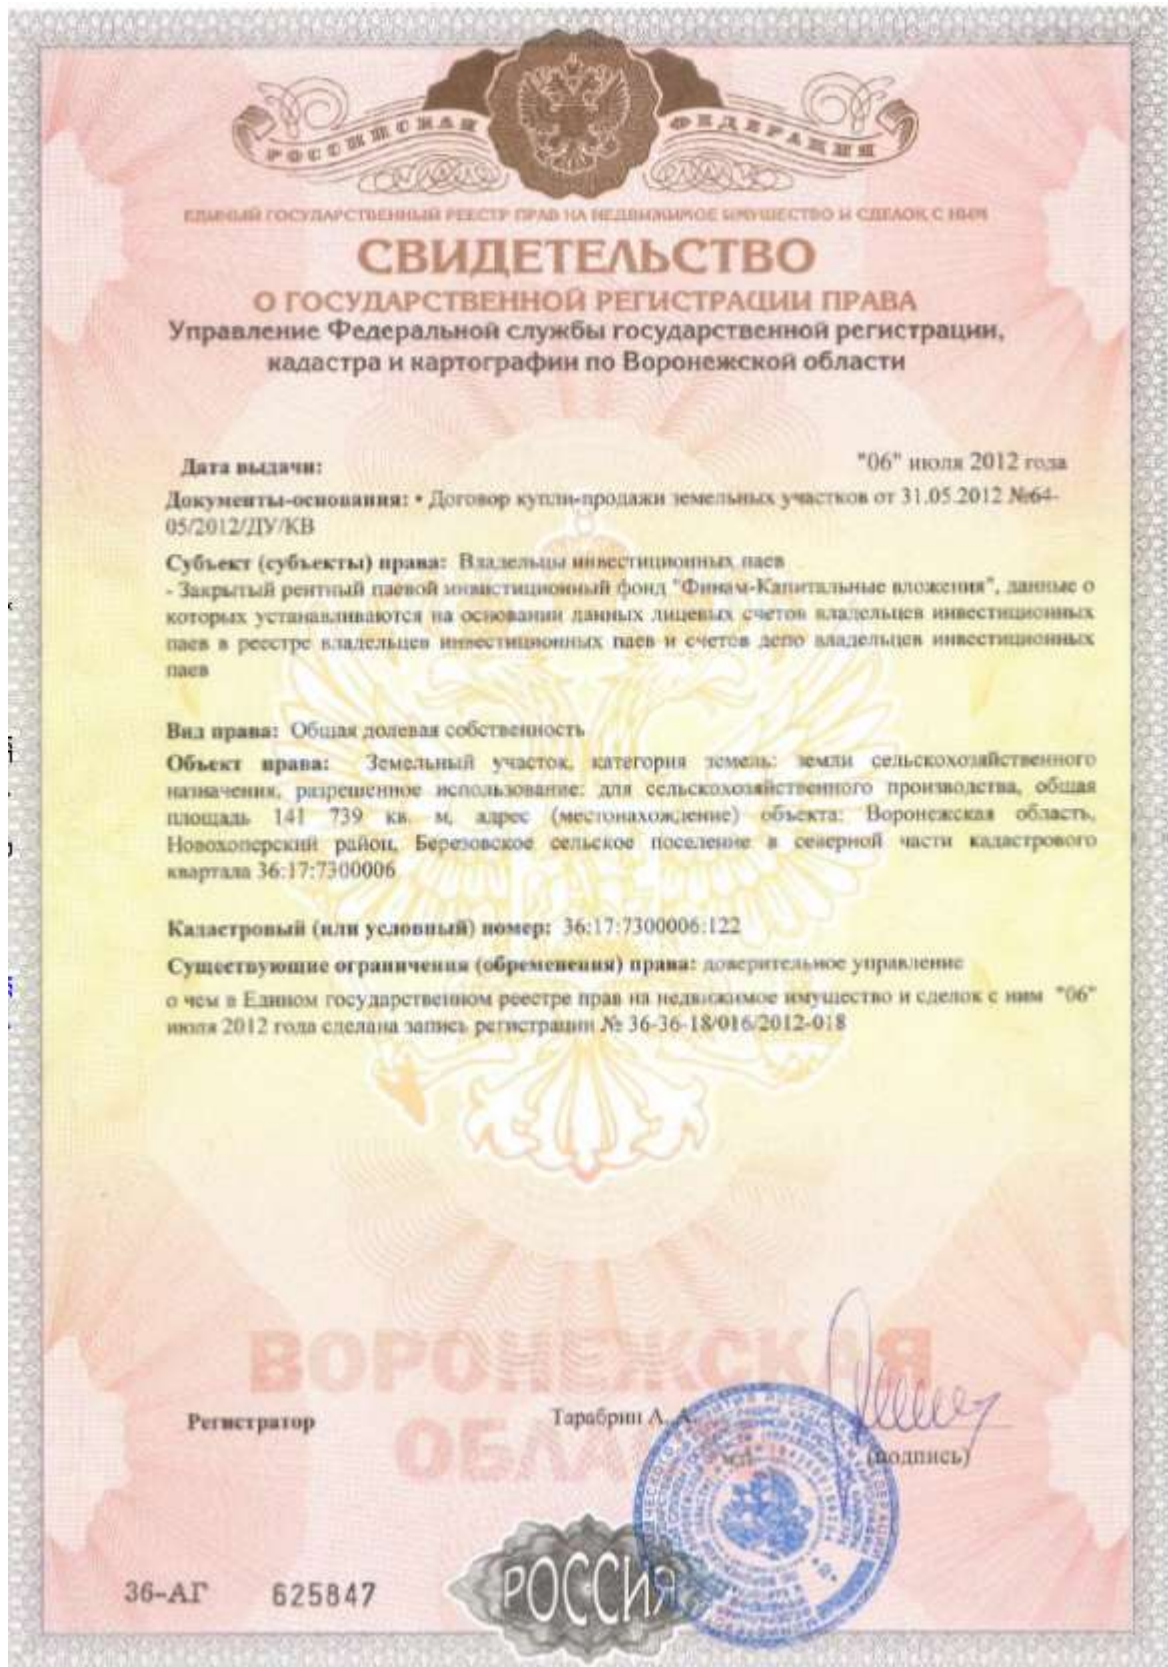 РОССИЙСКАЯ ФЕДЕРАЦИЯ
ЕДИНЫЙ ГОСУДАРСТВЕННЫЙ РЕЕСТР ПРАВ НА НЕДВИЖИМОЕ ИМУЩЕСТВО И СДЕЛОК С НИМ
СВИДЕТЕЛЬСТВО
О ГОСУДАРСТВЕННОЙ РЕГИСТРАЦИИ ПРАВА
Управление Федеральной службы государственной регистрации,
кадастра и картографии по Воронежской области
Дата выдачи: "06" июля 2012 года
Документы-основания: • Договор купли-продажи земельных участков от 31.05.2012 №64-
05/2012/ДУ/КВ
Субъект (субъекты) права: Владельцы инвестиционных паев
- Закрытый рентный паевой инвестиционный фонд "Финам-Капитальные вложения", данные о
которых устанавливаются на основании данных лицевых счетов владельцев инвестиционных
паев в реестре владельцев инвестиционных паев и счетов депо владельцев инвестиционных
паев
Вид права: Общая долевая собственность
Объект права: Земельный участок, категория земель: земли сельскохозяйственного
назначения, разрешенное использование: для сельскохозяйственного производства, общая
площадь 141 739 кв. м, адрес (местонахождение) объекта: Воронежская область,
Новохоперский район, Березовское сельское поселение в северной части кадастрового
квартала 36:17:7300006
Кадастровый (или условный) номер: 36:17:7300006:122
Существующие ограничения (обременения) права: доверительное управление
о чем в Едином государственном реестре прав на недвижимое имущество и сделок с ним "06"
июля 2012 года сделана запись регистрации № 36-36-18/016/2012-018
ВОРОНЕЖСКАЯ
Регистратор Тарабрин А. А.
(подпись)
РОССИЯ
36-АГ 625847